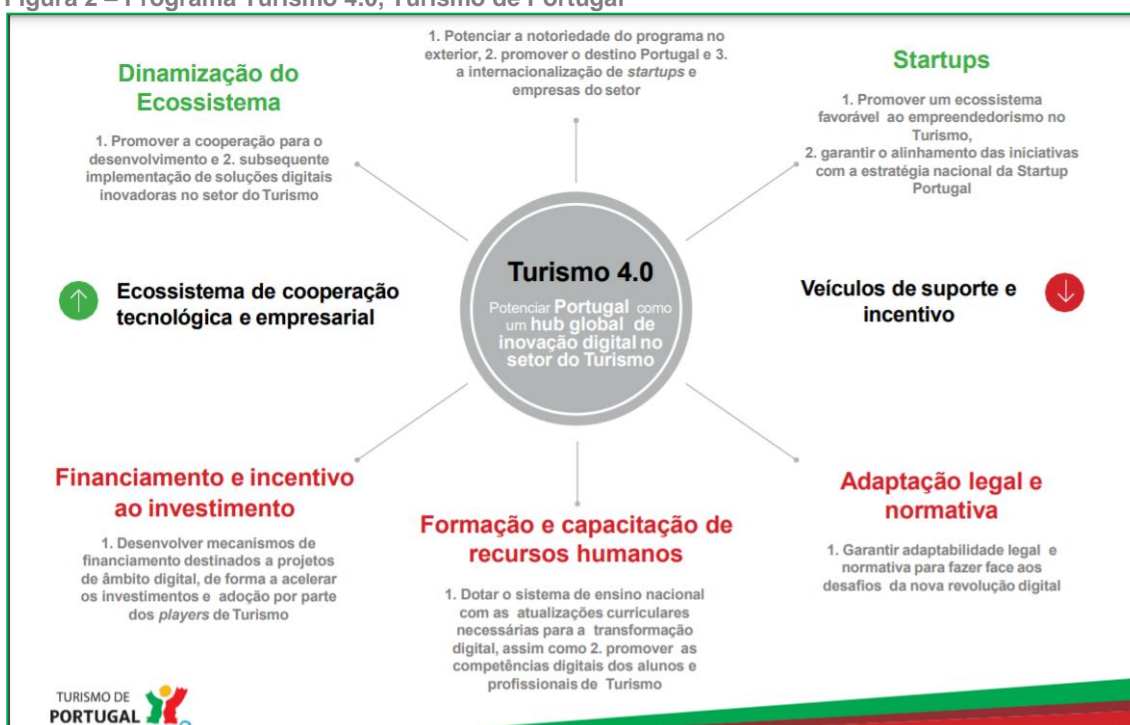 Figura 2 – Programa Turismo 4.0, Turismo de Portugal
1. Potenciar a notoriedade do programa no
exterior, 2. promover o destino Portugal e 3.
a internacionalização de startups e
empresas do setor
Dinamização do
Ecossistema
1. Promover a cooperação para o
desenvolvimento e 2. subsequente
implementação de soluções digitais
inovadoras no setor do Turismo
Startups
1. Promover um ecossistema
favorável ao empreendedorismo no
Turismo,
2. garantir o alinhamento das iniciativas
com a estratégia nacional da Startup
Portugal
Turismo 4.0
Potenciar Portugal como
um hub global de
inovação digital no
setor do Turismo
Ecossistema de cooperação
tecnológica e empresarial
Veículos de suporte e
incentivo
Financiamento e incentivo
ao investimento
1. Desenvolver mecanismos de
financiamento destinados a projetos
de âmbito digital, de forma a acelerar
os investimentos e adoção por parte
dos players de Turismo
Formação e capacitação de
recursos humanos
1. Dotar o sistema de ensino nacional
com as atualizações curriculares
necessárias para a transformação
digital, assim como 2. promover as
competências digitais dos alunos e
profissionais de Turismo
Adaptação legal e
normativa
1. Garantir adaptabilidade legal e
normativa para fazer face aos
desafios da nova revolução digital
TURISMO DE
PORTUGAL